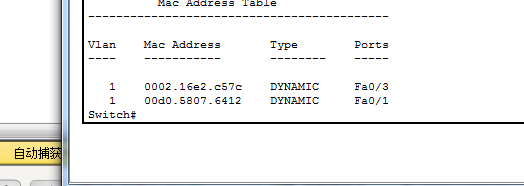 Mac Address Table
-------------------------------------------
Vlan    Mac Address       Type        Ports
----    -----------       --------    -----
1    0002.16e2.c57c    DYNAMIC     Fa0/3
1    00d0.5807.6412    DYNAMIC     Fa0/1
Switch#
自动捕获